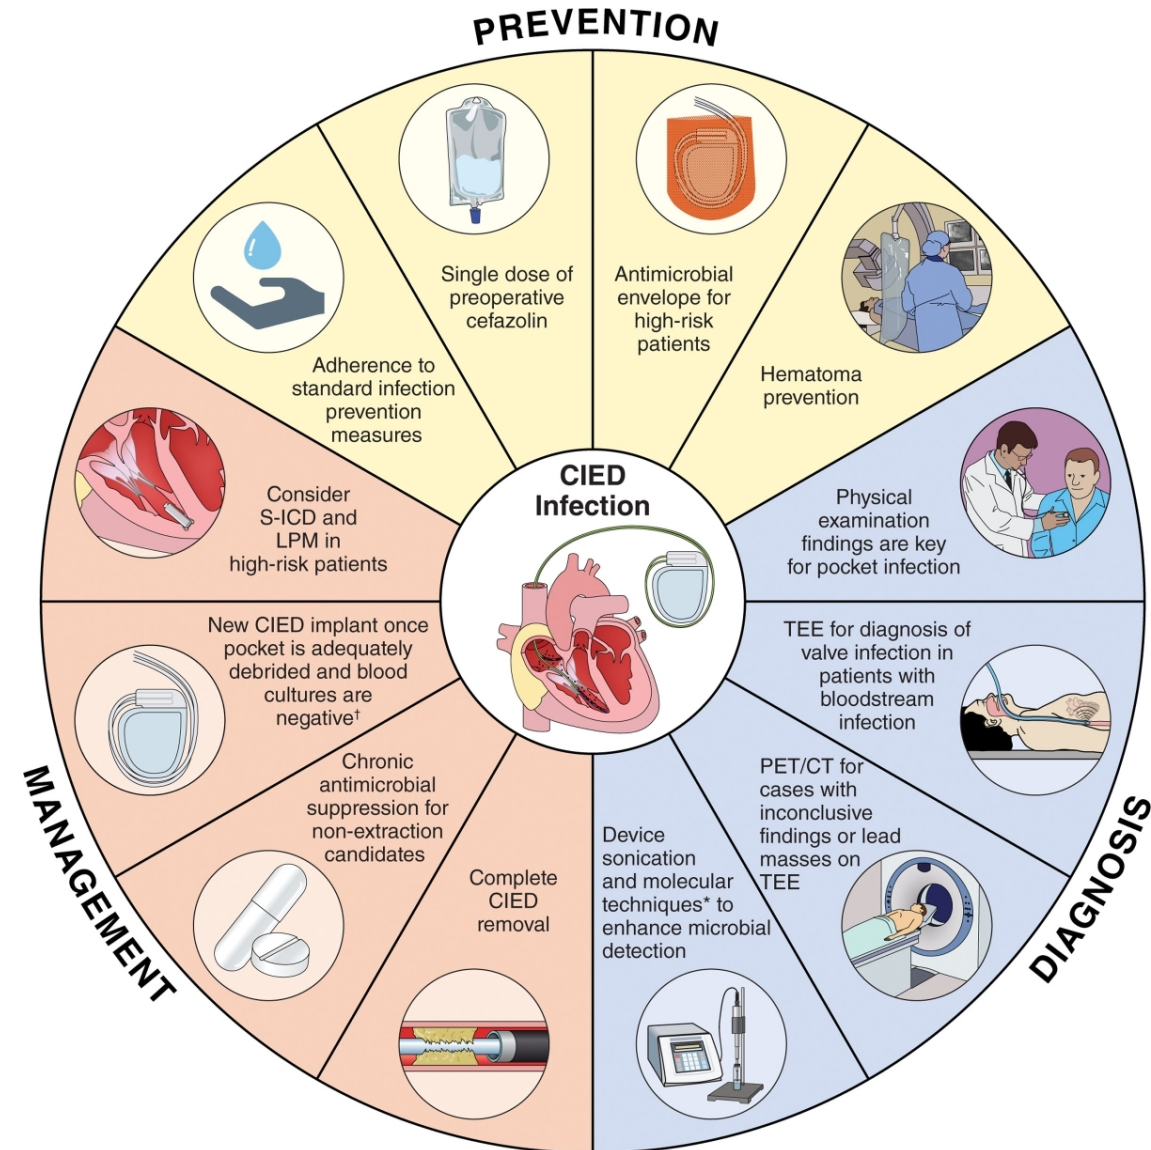 PREVENTION
Single dose of
preoperative
cefazolin
Antimicrobial
envelope for
high-risk
patients
Adherence to
standard infection
prevention
measures
Hematoma
prevention
CIED
Infection
Physical
examination
findings are key
for pocket infection
TEE for diagnosis of
valve infection in
patients with
bloodstream
infection
PET/CT for
cases with
inconclusive
findings or lead
masses on
TEE
Device
sonication
and molecular
techniques* to
enhance microbial
detection
DIAGNOSIS
Complete
CIED
removal
Chronic
antimicrobial
suppression for
non-extraction
candidates
New CIED implant once
pocket is adequately
debrided and blood
cultures are
negative†
Consider
S-ICD and
LPM in
high-risk patients
MANAGEMENT